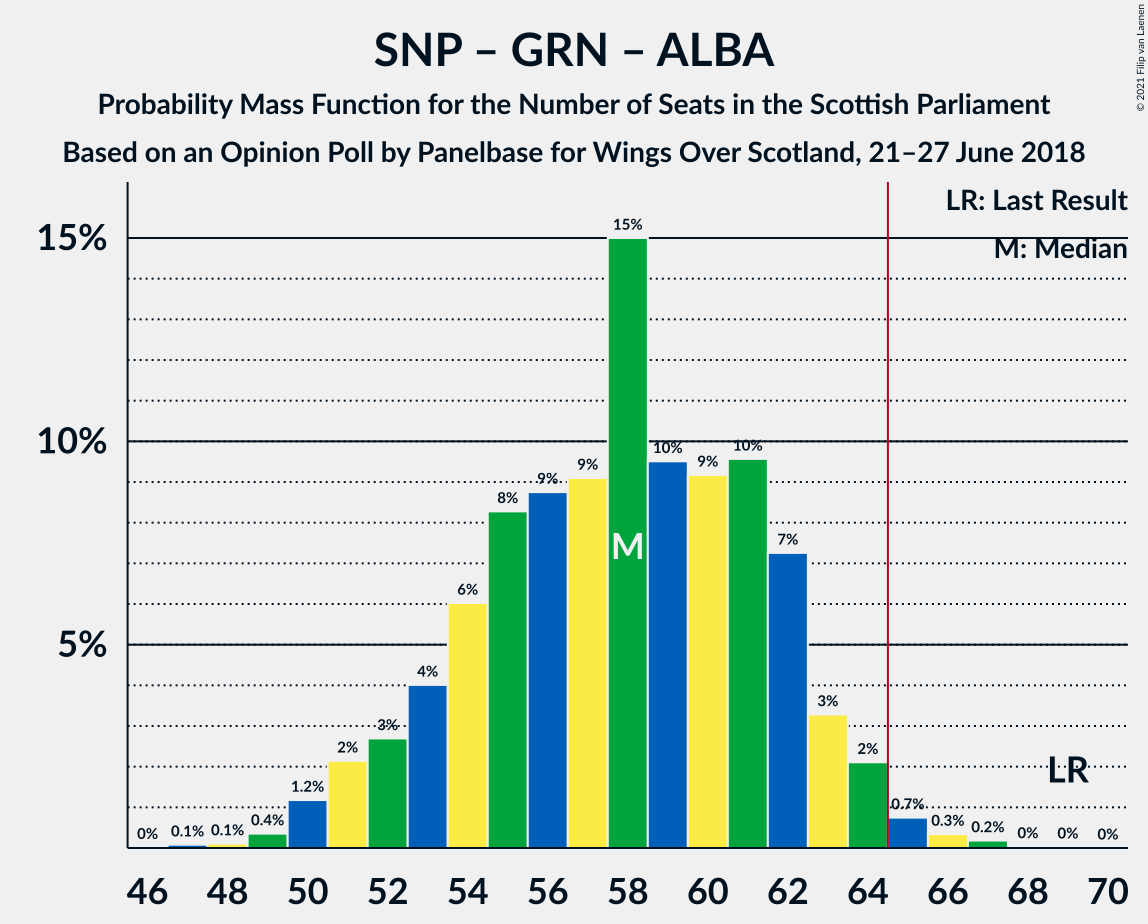 SNP – GRN – ALBA
Probability Mass Function for the Number of Seats in the Scottish Parliament
Based on an Opinion Poll by Panelbase for Wings Over Scotland, 21–27 June 2018
© 2021 Filip van Laenen
LR: Last Result
M: Median
15%
10%
5%
0% 0.1% 0.1% 0.4% 1.2% 2% 3% 4% 6% 8% 9% 9% 15% 10% 9% 10% 7% 3% 2% 0.7% 0.3% 0.2% 0% 0% 0%
M
LR
46 48 50 52 54 56 58 60 62 64 66 68 70